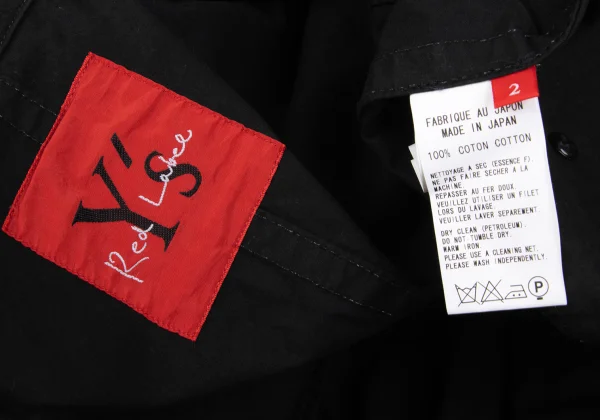 Y's
Red Label
2
FABRIQUE AU JAPON
MADE IN JAPAN
100% COTON COTTON
NETTOYAGE A SEC (ESSENCE F).
NE PAS FAIRE SECHER A LA
MACHINE.
REPASSER AU FER DOUX.
VEUILLEZ UTILISER UN FILET
LORS DU LAVAGE.
VEUILLER LAVER SEPAREMENT.
DRY CLEAN (PETROLEUM).
DO NOT TUMBLE DRY.
WARM IRON.
PLEASE USE A CLEANING NET.
PLEASE WASH INDEPENDENTLY.
P